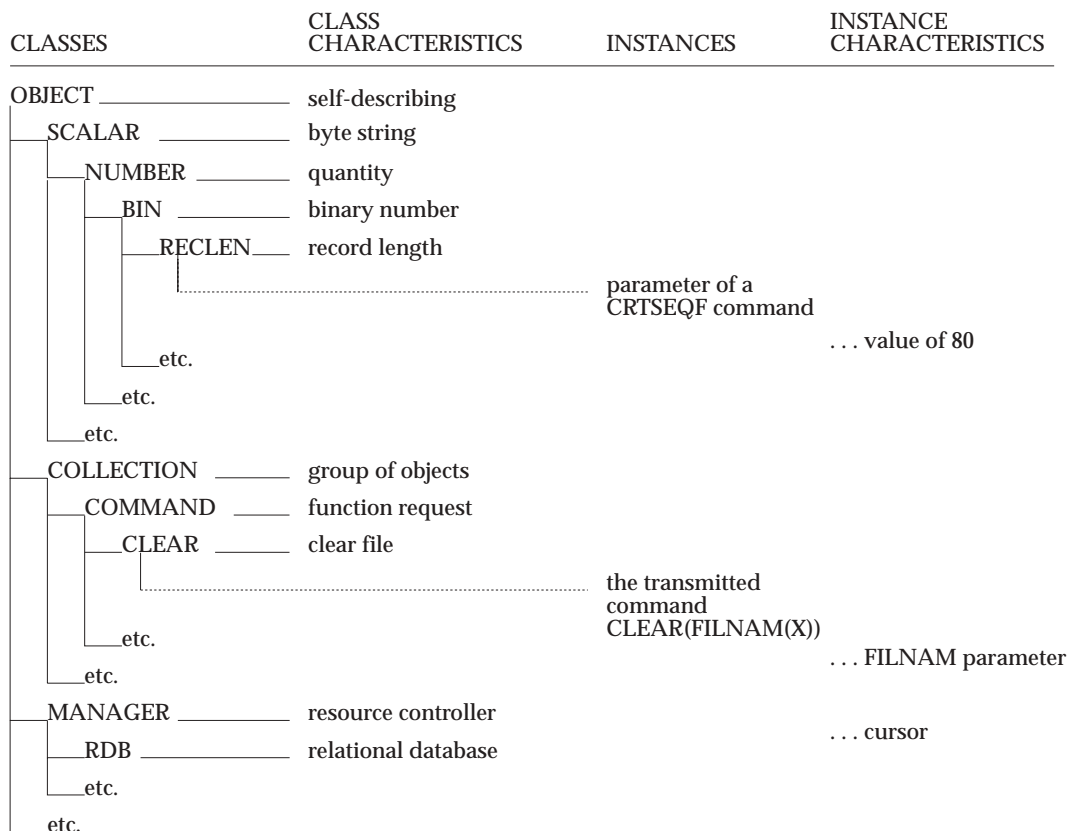 CLASSES
CLASS
CHARACTERISTICS
INSTANCES
INSTANCE
CHARACTERISTICS
OBJECT
self-describing
SCALAR
byte string
NUMBER
quantity
BIN
binary number
RECLEN
record length
parameter of a
CRTSEQF command
. . . value of 80
etc.
etc.
etc.
COLLECTION
group of objects
COMMAND
function request
CLEAR
clear file
the transmitted
command
CLEAR(FILNAM(X))
etc.
. . . FILNAM parameter
etc.
MANAGER
resource controller
. . . cursor
RDB
relational database
etc.
etc.